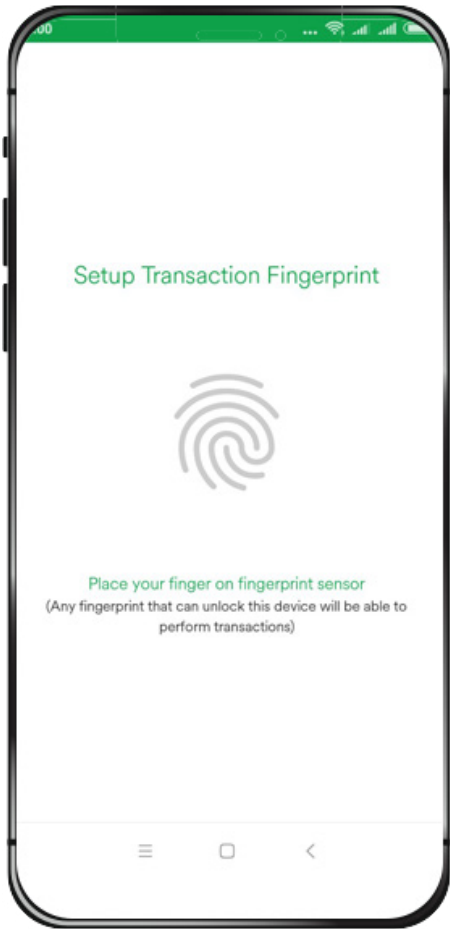 :00
Setup Transaction Fingerprint
Place your finger on fingerprint sensor
(Any fingerprint that can unlock this device will be able to
perform transactions)